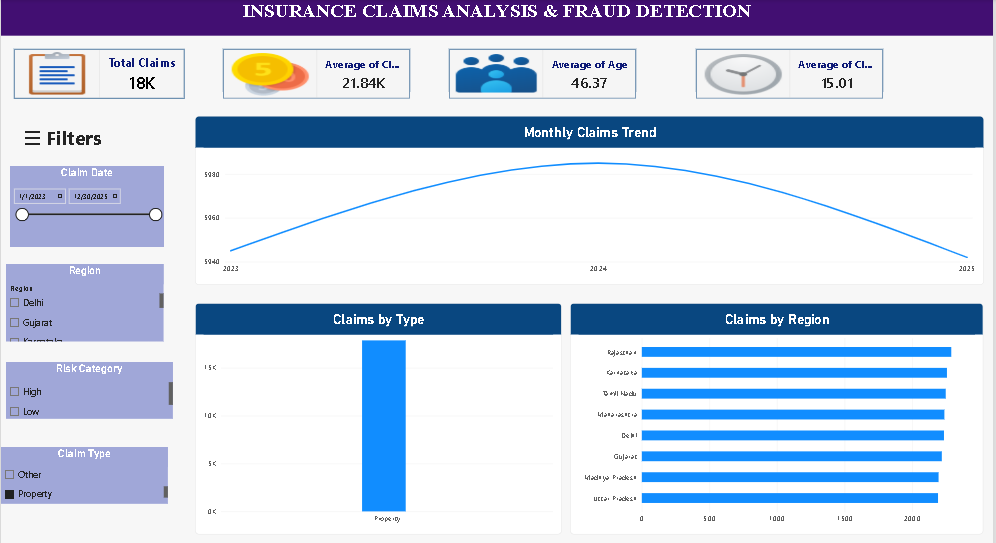 INSURANCE CLAIMS ANALYSIS & FRAUD DETECTION
Total Claims
18K
Average of Cl...
21.84K
Average of Age
46.37
Average of Cl...
15.01
☰ Filters
Claim Date
1/1/2023
12/30/2025
Region
Region
Delhi
Gujarat
Karnataka
Risk Category
High
Low
Claim Type
Other
Property
Monthly Claims Trend
5980
5960
5940
2023
2024
2025
Claims by Type
15K
10K
5K
0K
Property
Claims by Region
Rajasthan
Karnataka
Tamil Nadu
Maharashtra
Delhi
Gujarat
Madhya Pradesh
Uttar Pradesh
0
500
1000
1500
2000